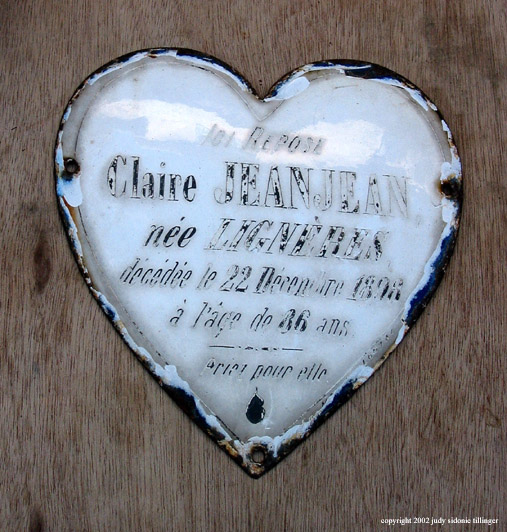 ICI REPOSE
Claire JEANJEAN,
née LIGNÈRES
décédée le 22 Décembre 1898
à l'âge de 36 ans
Priez pour elle
copyright 2002 judy sidonie tillinger